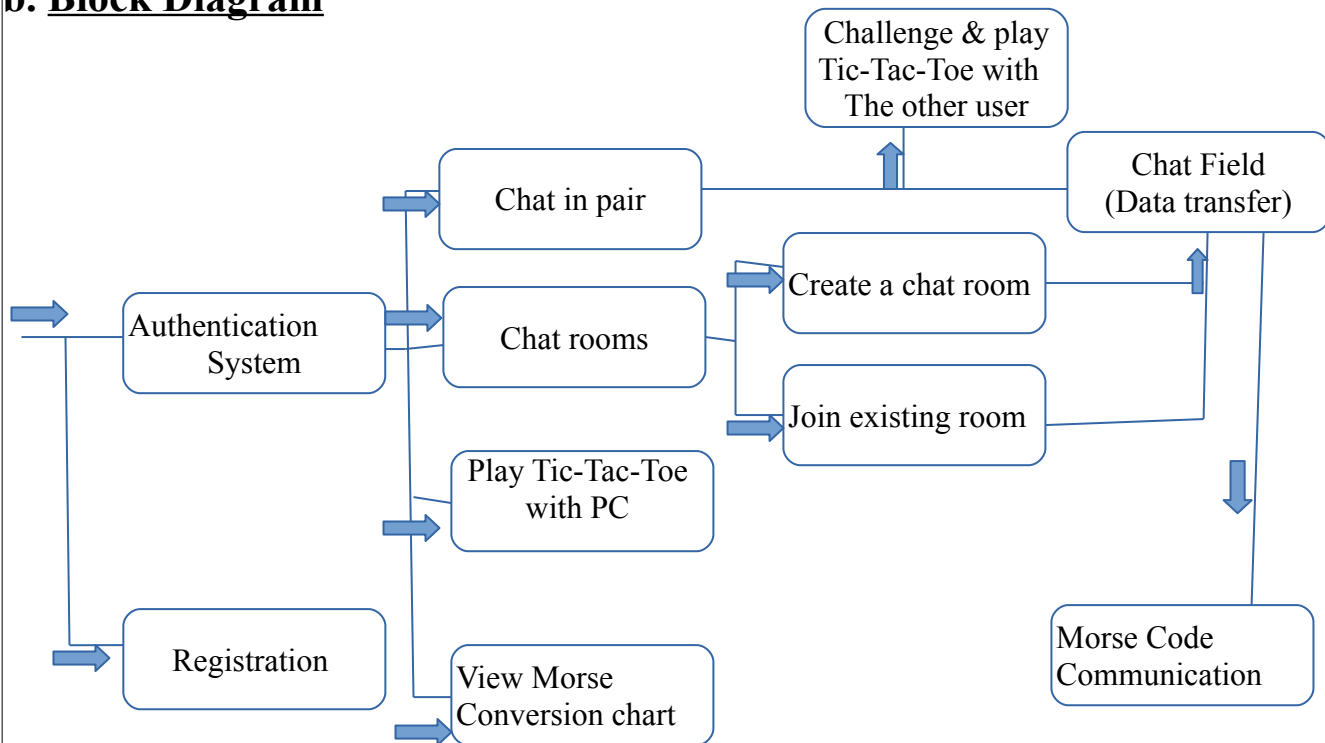 b. Block Diagram
Challenge & play
Tic-Tac-Toe with
The other user
Chat in pair
Chat Field
(Data transfer)
Create a chat room
Authentication
System
Chat rooms
Join existing room
Play Tic-Tac-Toe
with PC
Registration
View Morse
Conversion chart
Morse Code
Communication